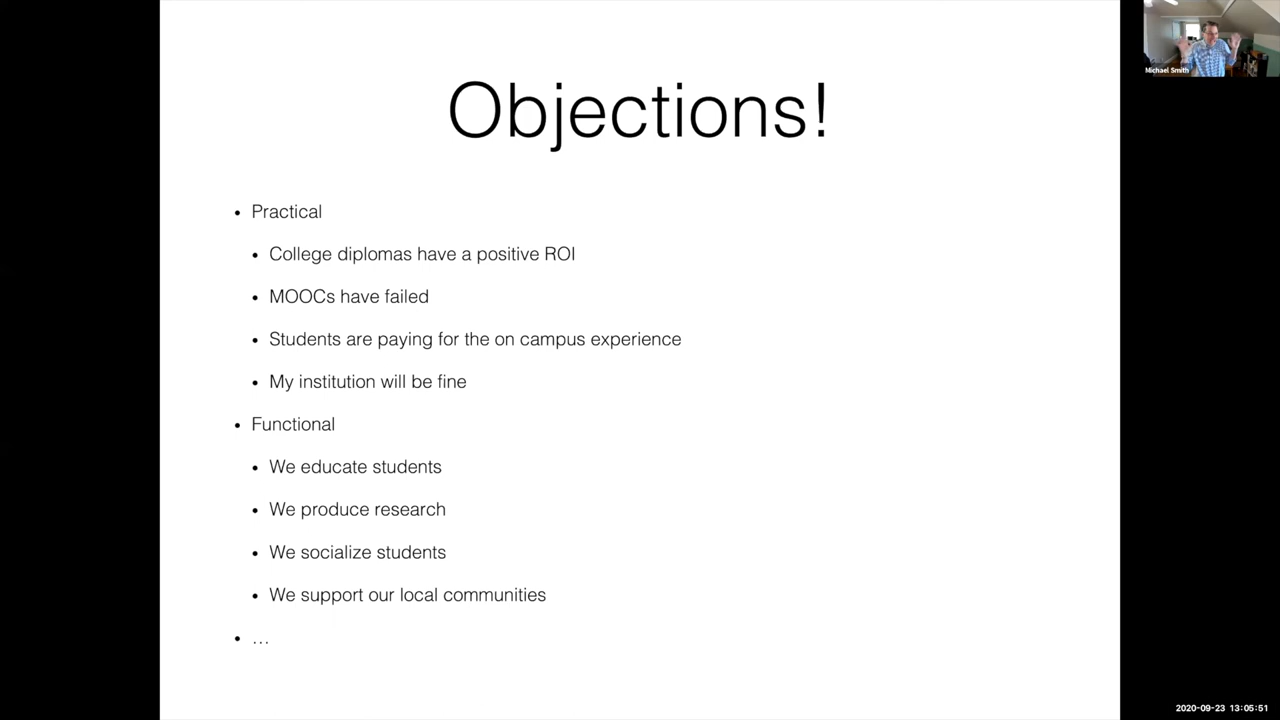 Objections!
• Practical
• College diplomas have a positive ROI
• MOOCs have failed
• Students are paying for the on campus experience
• My institution will be fine
• Functional
• We educate students
• We produce research
• We socialize students
• We support our local communities
• …
Michael Smith
2020-09-23 13:05:51